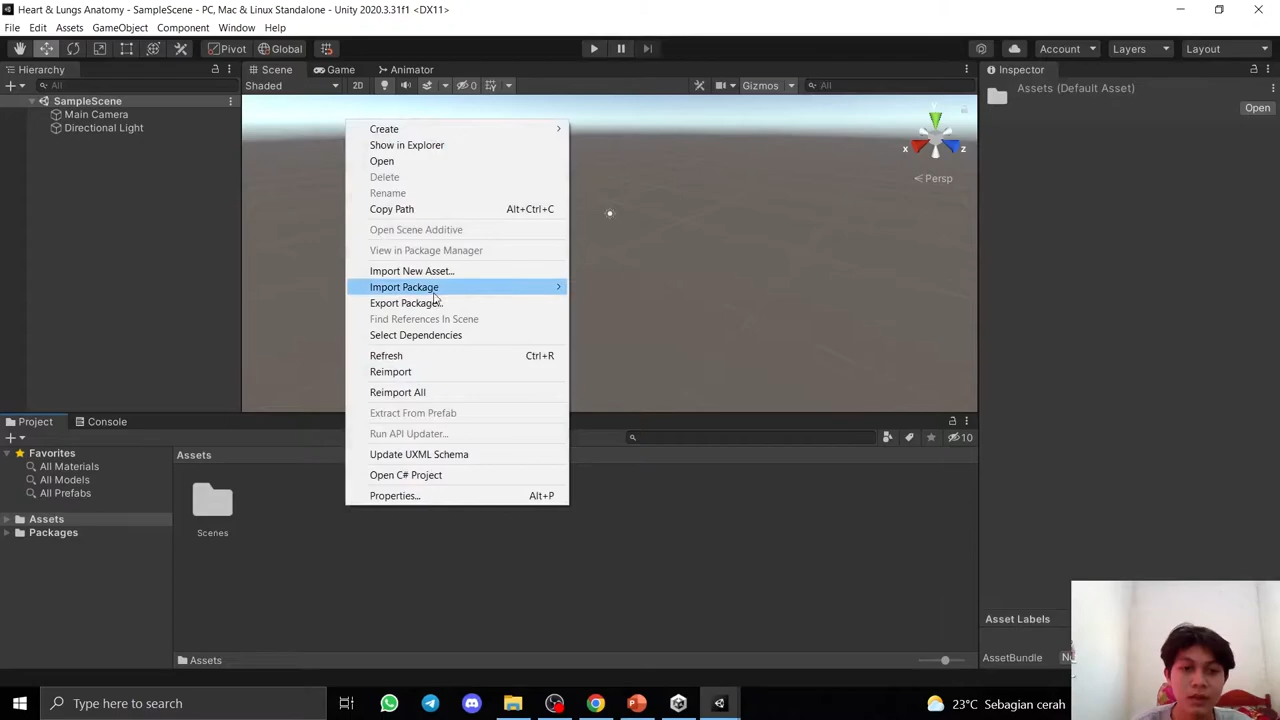 Heart & Lungs Anatomy - SampleScene - PC, Mac & Linux Standalone - Unity 2020.3.31f1 <DX11>
File Edit Assets GameObject Component Window Help
Pivot Global Account Layers Layout
Hierarchy Scene Game Animator Inspector
All Shaded 2D 0 Gizmos All
Assets (Default Asset)
Open
SampleScene
Main Camera
Directional Light
y
x z
Persp
Create
Show in Explorer
Open
Delete
Rename
Copy Path Alt+Ctrl+C
Open Scene Additive
View in Package Manager
Import New Asset...
Import Package
Export Package...
Find References In Scene
Select Dependencies
Refresh Ctrl+R
Reimport
Reimport All
Extract From Prefab
Run API Updater...
Update UXML Schema
Open C# Project
Properties... Alt+P
Project Console
10
Favorites
All Materials
All Models
All Prefabs
Assets
Packages
Assets
Scenes
Assets
Asset Labels
AssetBundle
Type here to search
23°C Sebagian cerah